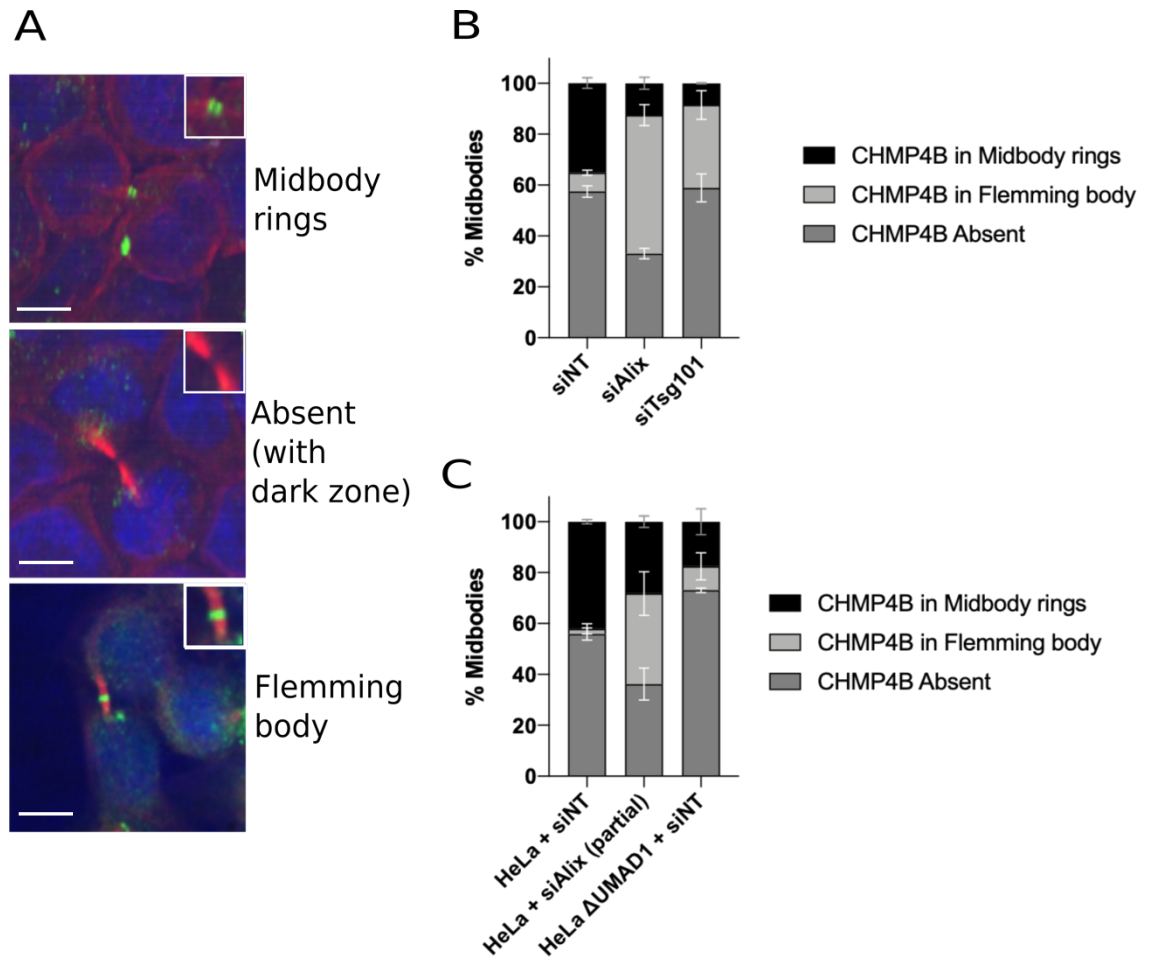 A
Midbody
rings
Absent
(with
dark zone)
Flemming
body
B
% Midbodies
100
80
60
40
20
0
siNT
siAlix
siTsg101
CHMP4B in Midbody rings
CHMP4B in Flemming body
CHMP4B Absent
C
% Midbodies
100
80
60
40
20
0
HeLa + siNT
HeLa + siAlix (partial)
HeLa ΔUMAD1 + siNT
CHMP4B in Midbody rings
CHMP4B in Flemming body
CHMP4B Absent